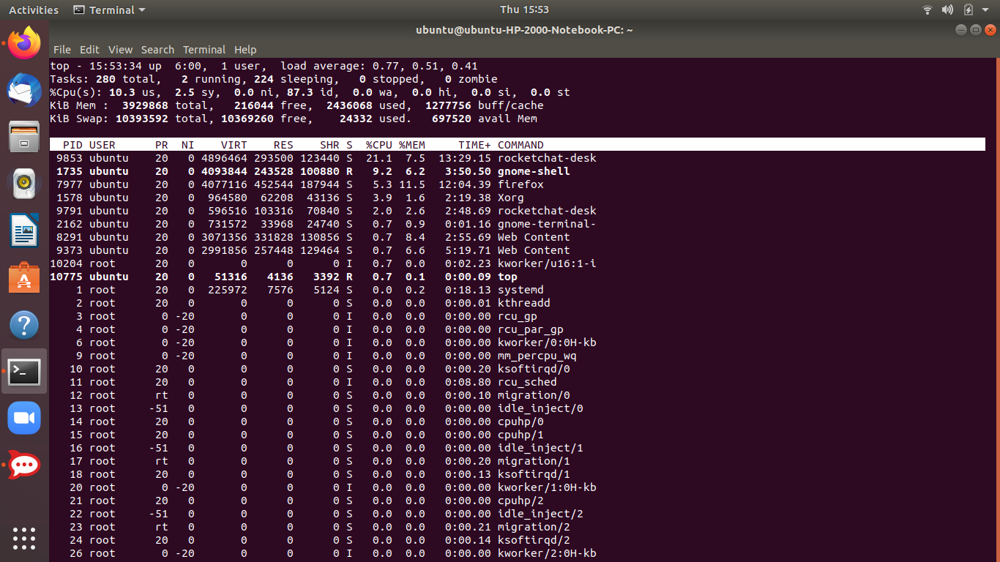 Activities Terminal Thu 15:53
ubuntu@ubuntu-HP-2000-Notebook-PC: ~
File Edit View Search Terminal Help
top - 15:53:34 up  6:00,  1 user,  load average: 0.77, 0.51, 0.41
Tasks: 280 total,   2 running, 224 sleeping,   0 stopped,   0 zombie
%Cpu(s): 10.3 us,  2.5 sy,  0.0 ni, 87.3 id,  0.0 wa,  0.0 hi,  0.0 si,  0.0 st
KiB Mem :  3929868 total,   216044 free,  2436068 used,  1277756 buff/cache
KiB Swap: 10393592 total, 10369260 free,    24332 used.   697520 avail Mem
PID USER      PR  NI    VIRT    RES    SHR S  %CPU %MEM     TIME+ COMMAND
9853 ubuntu    20   0 4896464 293500 123440 S  21.1  7.5  13:29.15 rocketchat-desk
1735 ubuntu    20   0 4093844 243528 100880 R   9.2  6.2   3:50.50 gnome-shell
7977 ubuntu    20   0 4077116 452544 187944 S   5.3 11.5  12:04.39 firefox
1578 ubuntu    20   0  964580  62208  43136 S   3.9  1.6   2:19.38 Xorg
9791 ubuntu    20   0  596516 103316  70840 S   2.0  2.6   2:48.69 rocketchat-desk
2162 ubuntu    20   0  731572  33968  24740 S   0.7  0.9   0:01.16 gnome-terminal-
8291 ubuntu    20   0 3071356 331828 130856 S   0.7  8.4   2:55.69 Web Content
9373 ubuntu    20   0 2991856 257448 129464 S   0.7  6.6   5:19.71 Web Content
10204 root      20   0       0      0      0 I   0.7  0.0   0:02.23 kworker/u16:1-i
10775 ubuntu    20   0   51316   4136   3392 R   0.7  0.1   0:00.09 top
1 root      20   0  225972   7576   5124 S   0.0  0.2   0:18.13 systemd
2 root      20   0       0      0      0 S   0.0  0.0   0:00.01 kthreadd
3 root       0 -20       0      0      0 I   0.0  0.0   0:00.00 rcu_gp
4 root       0 -20       0      0      0 I   0.0  0.0   0:00.00 rcu_par_gp
6 root       0 -20       0      0      0 I   0.0  0.0   0:00.00 kworker/0:0H-kb
9 root       0 -20       0      0      0 I   0.0  0.0   0:00.00 mm_percpu_wq
10 root      20   0       0      0      0 S   0.0  0.0   0:00.20 ksoftirqd/0
11 root      20   0       0      0      0 I   0.0  0.0   0:08.80 rcu_sched
12 root      rt   0       0      0      0 S   0.0  0.0   0:00.10 migration/0
13 root     -51   0       0      0      0 S   0.0  0.0   0:00.00 idle_inject/0
14 root      20   0       0      0      0 S   0.0  0.0   0:00.00 cpuhp/0
15 root      20   0       0      0      0 S   0.0  0.0   0:00.00 cpuhp/1
16 root     -51   0       0      0      0 S   0.0  0.0   0:00.00 idle_inject/1
17 root      rt   0       0      0      0 S   0.0  0.0   0:00.20 migration/1
18 root      20   0       0      0      0 S   0.0  0.0   0:00.13 ksoftirqd/1
20 root       0 -20       0      0      0 I   0.0  0.0   0:00.00 kworker/1:0H-kb
21 root      20   0       0      0      0 S   0.0  0.0   0:00.00 cpuhp/2
22 root     -51   0       0      0      0 S   0.0  0.0   0:00.00 idle_inject/2
23 root      rt   0       0      0      0 S   0.0  0.0   0:00.21 migration/2
24 root      20   0       0      0      0 S   0.0  0.0   0:00.14 ksoftirqd/2
26 root       0 -20       0      0      0 I   0.0  0.0   0:00.00 kworker/2:0H-kb